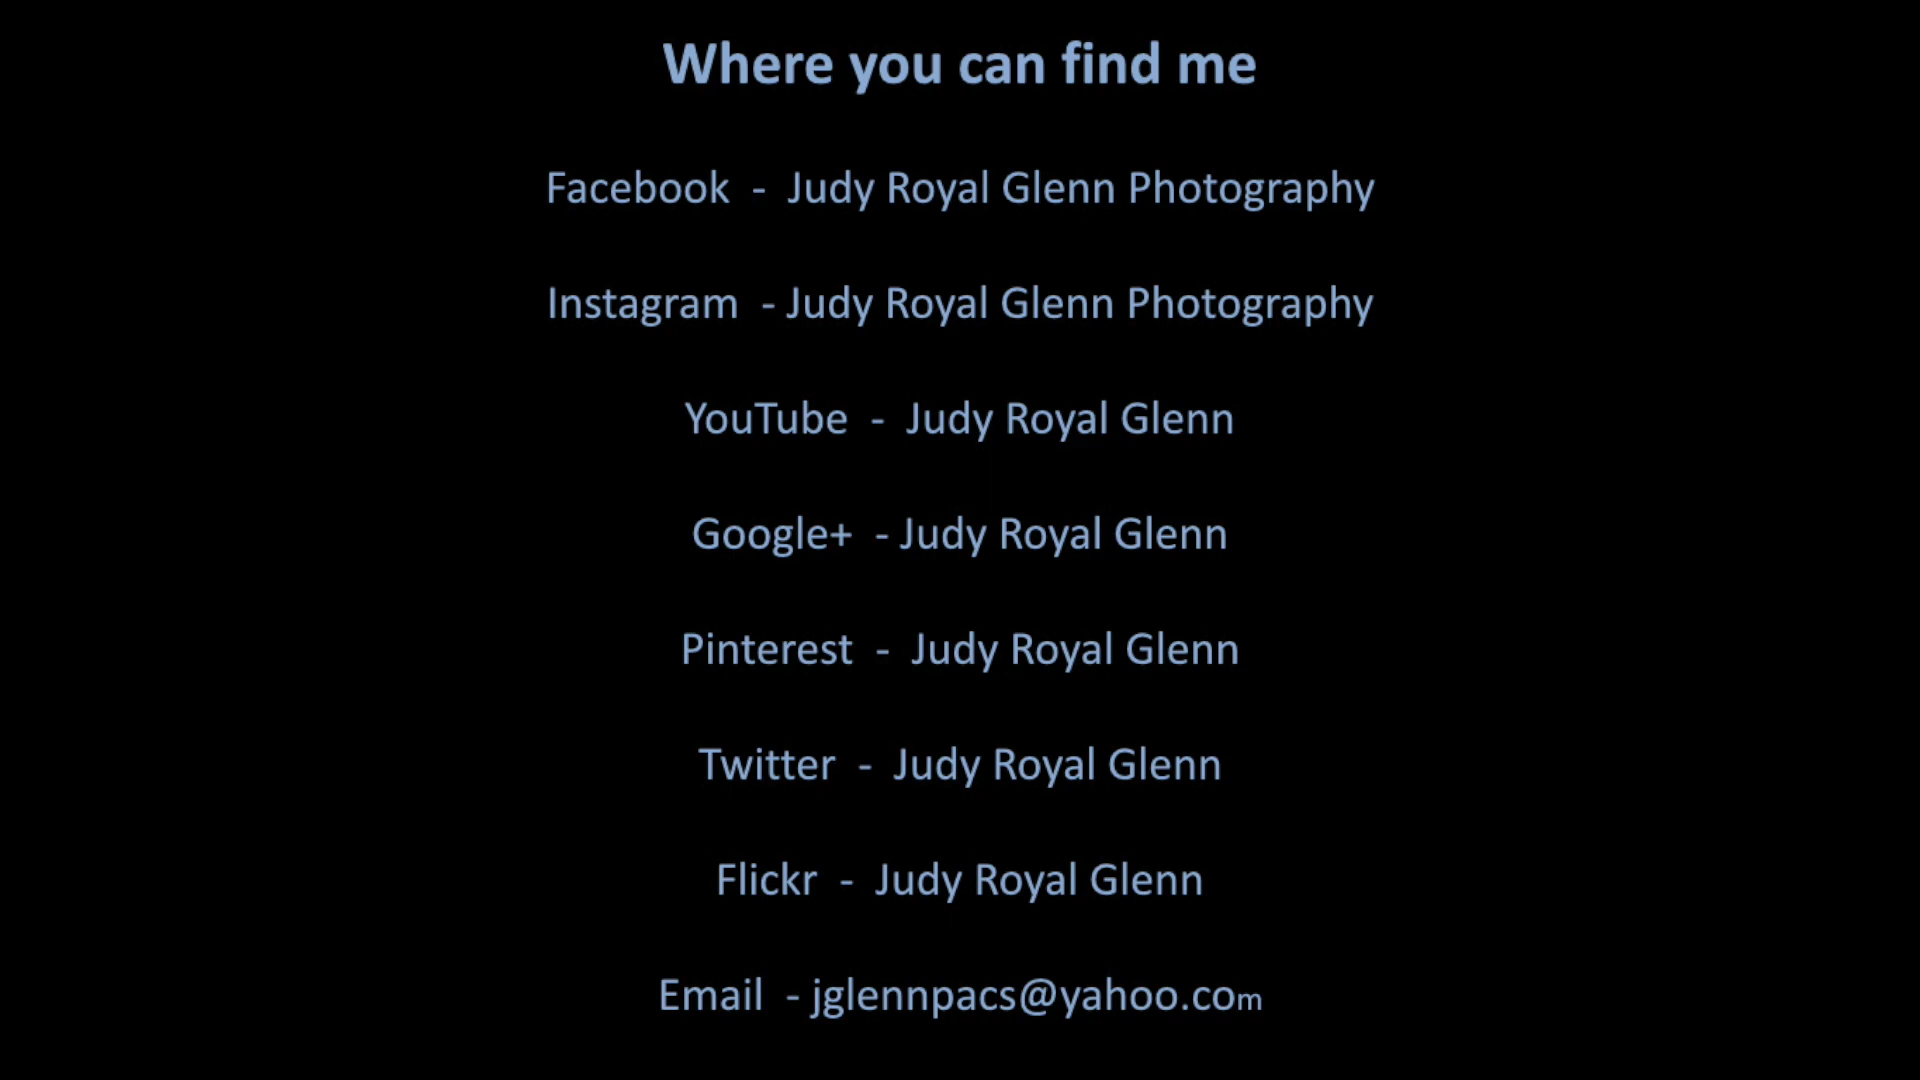 Where you can find me
Facebook  -  Judy Royal Glenn Photography
Instagram  - Judy Royal Glenn Photography
YouTube  -  Judy Royal Glenn
Google+  - Judy Royal Glenn
Pinterest  -  Judy Royal Glenn
Twitter  -  Judy Royal Glenn
Flickr  -  Judy Royal Glenn
Email  - jglennpacs@yahoo.com